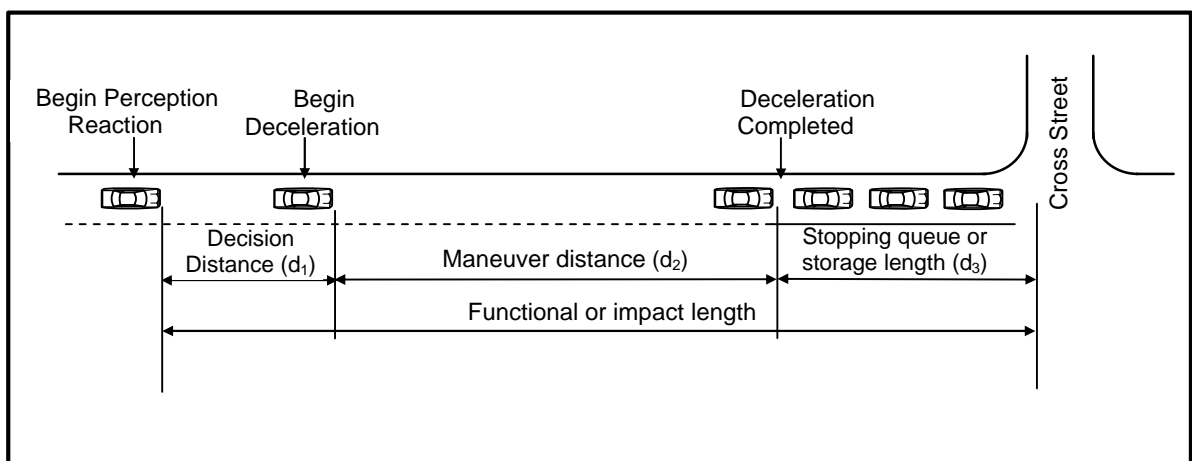 Begin Perception
Reaction
Begin
Deceleration
Deceleration
Completed
Cross Street
Decision
Distance (d₁)
Maneuver distance (d₂)
Stopping queue or
storage length (d₃)
Functional or impact length